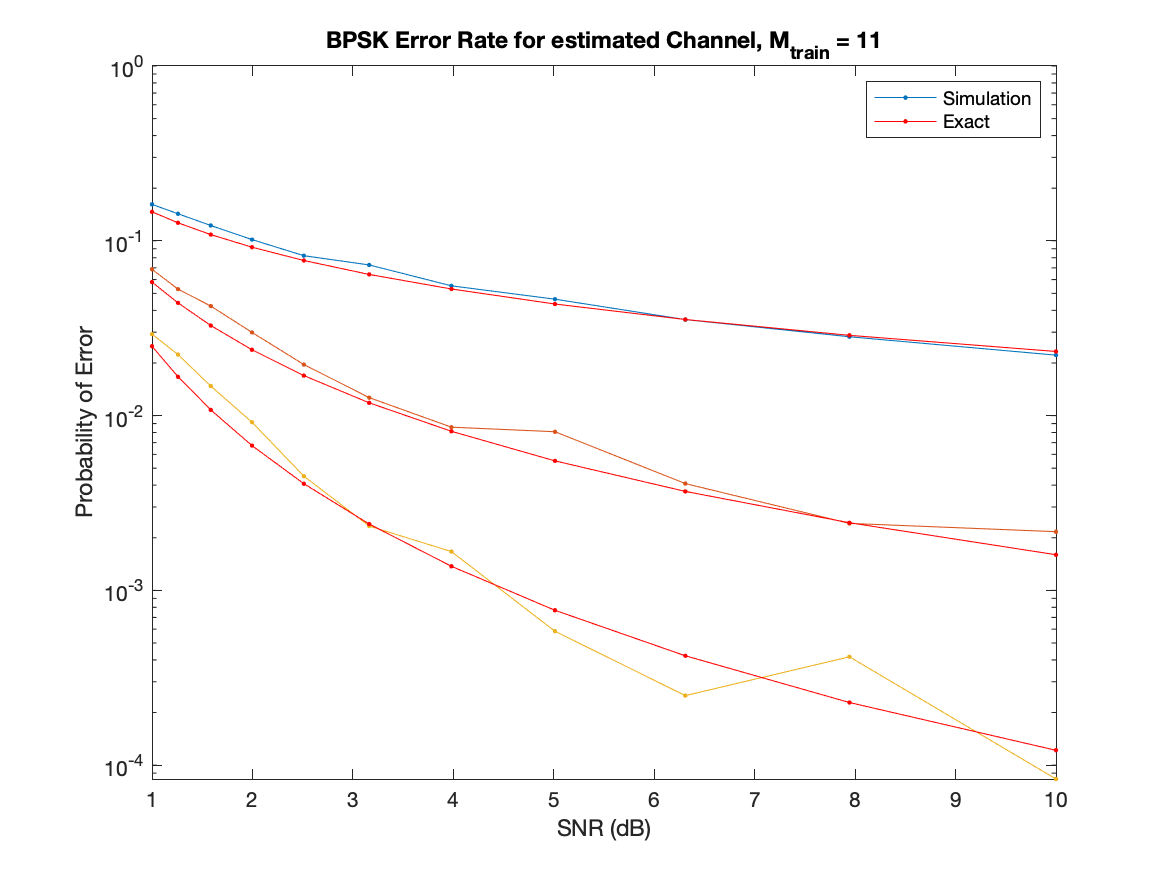 BPSK Error Rate for estimated Channel, M_train = 11
10^0
10^-1
10^-2
10^-3
10^-4
Probability of Error
Simulation
Exact
1 2 3 4 5 6 7 8 9 10
SNR (dB)